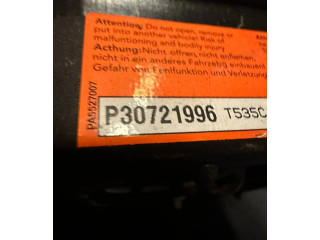 Attention: Do not open, remove or
put into another vehicle! Risk of
malfuntioning and bodily injury
Achtung: Nicht öffnen, nicht entfernen,
nicht in ein anderes Fahrzeug einbauen!
Gefahr von Fehlfunktion und Verletzung
PA5527007
P30721996 T535C